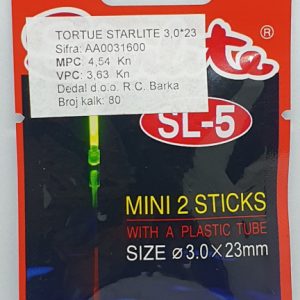 TORTUE STARLITE 3,0*23
Sifra: AA0031600
MPC: 4,54 Kn
VPC: 3,63 Kn
Dedal d.o.o. R.C. Barka
Broj kalk: 80
®
SL-5
MINI 2 STICKS
WITH A PLASTIC TUBE
SIZE ø 3.0 × 23mm